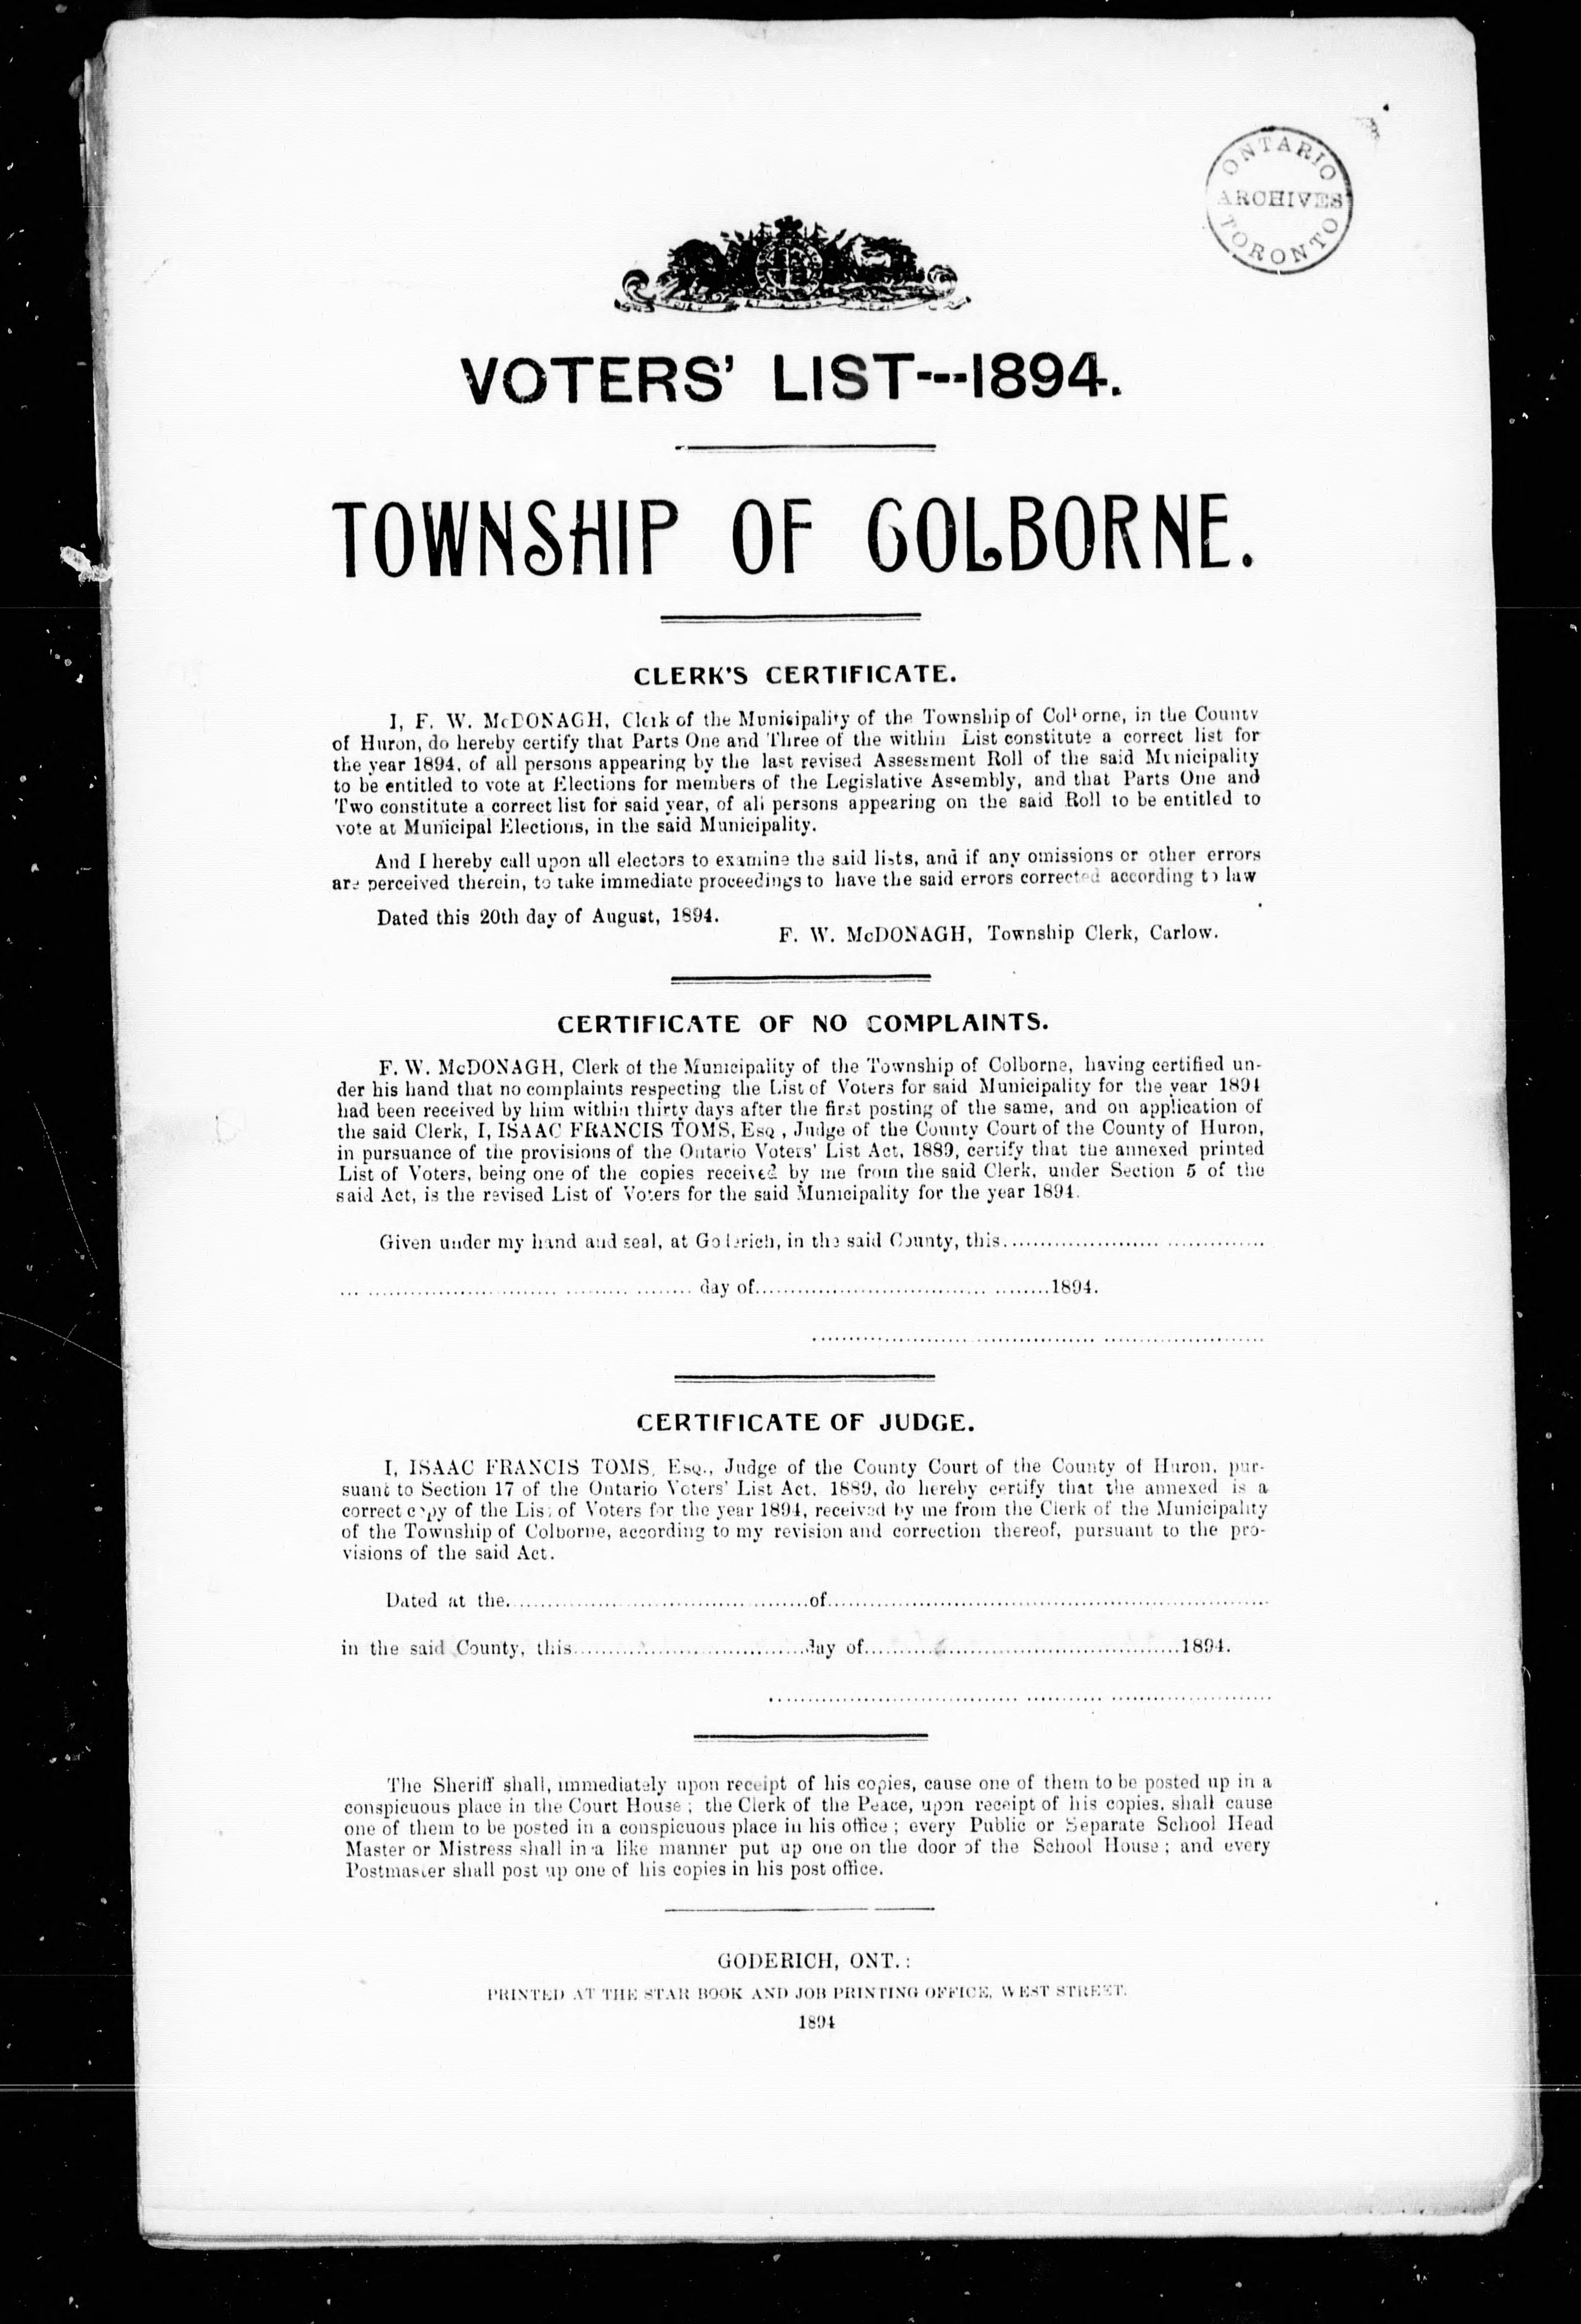 ONTARIO
ARCHIVES
TORONTO
VOTERS' LIST---1894.
TOWNSHIP OF COLBORNE.
CLERK'S CERTIFICATE.
I, F. W. McDONAGH, Clerk of the Municipality of the Township of Colborne, in the County
of Huron, do hereby certify that Parts One and Three of the within List constitute a correct list for
the year 1894, of all persons appearing by the last revised Assessment Roll of the said Municipality
to be entitled to vote at Elections for members of the Legislative Assembly, and that Parts One and
Two constitute a correct list for said year, of all persons appearing on the said Roll to be entitled to
vote at Municipal Elections, in the said Municipality.
And I hereby call upon all electors to examine the said lists, and if any omissions or other errors
are perceived therein, to take immediate proceedings to have the said errors corrected according to law
Dated this 20th day of August, 1894.
F. W. McDONAGH, Township Clerk, Carlow.
CERTIFICATE OF NO COMPLAINTS.
F. W. McDONAGH, Clerk of the Municipality of the Township of Colborne, having certified un-
der his hand that no complaints respecting the List of Voters for said Municipality for the year 1894
had been received by him within thirty days after the first posting of the same, and on application of
the said Clerk, I, ISAAC FRANCIS TOMS, Esq , Judge of the County Court of the County of Huron,
in pursuance of the provisions of the Ontario Voters' List Act, 1889, certify that the annexed printed
List of Voters, being one of the copies received by me from the said Clerk, under Section 5 of the
said Act, is the revised List of Voters for the said Municipality for the year 1894.
Given under my hand and seal, at Goderich, in the said County, this........................................
........................................ day of........................................1894.
CERTIFICATE OF JUDGE.
I, ISAAC FRANCIS TOMS, Esq., Judge of the County Court of the County of Huron, pur-
suant to Section 17 of the Ontario Voters' List Act, 1889, do hereby certify that the annexed is a
correct copy of the List of Voters for the year 1894, received by me from the Clerk of the Municipality
of the Township of Colborne, according to my revision and correction thereof, pursuant to the pro-
visions of the said Act.
Dated at the........................................of........................................
in the said County, this................................day of........................................1894.
The Sheriff shall, immediately upon receipt of his copies, cause one of them to be posted up in a
conspicuous place in the Court House ; the Clerk of the Peace, upon receipt of his copies, shall cause
one of them to be posted in a conspicuous place in his office ; every Public or Separate School Head
Master or Mistress shall in a like manner put up one on the door of the School House ; and every
Postmaster shall post up one of his copies in his post office.
GODERICH, ONT. :
PRINTED AT THE STAR BOOK AND JOB PRINTING OFFICE, WEST STREET.
1894